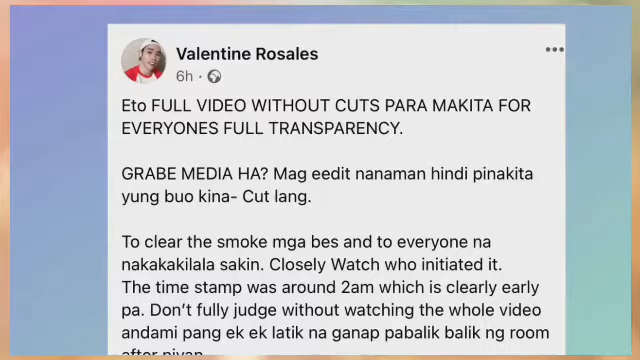 Valentine Rosales
6h
Eto FULL VIDEO WITHOUT CUTS PARA MAKITA FOR
EVERYONES FULL TRANSPARENCY.
GRABE MEDIA HA? Mag eedit nanaman hindi pinakita
yung buo kina- Cut lang.
To clear the smoke mga bes and to everyone na
nakakakilala sakin. Closely Watch who initiated it.
The time stamp was around 2am which is clearly early
pa. Don't fully judge without watching the whole video
andami pang ek ek latik na ganap pabalik balik ng room
after niyan